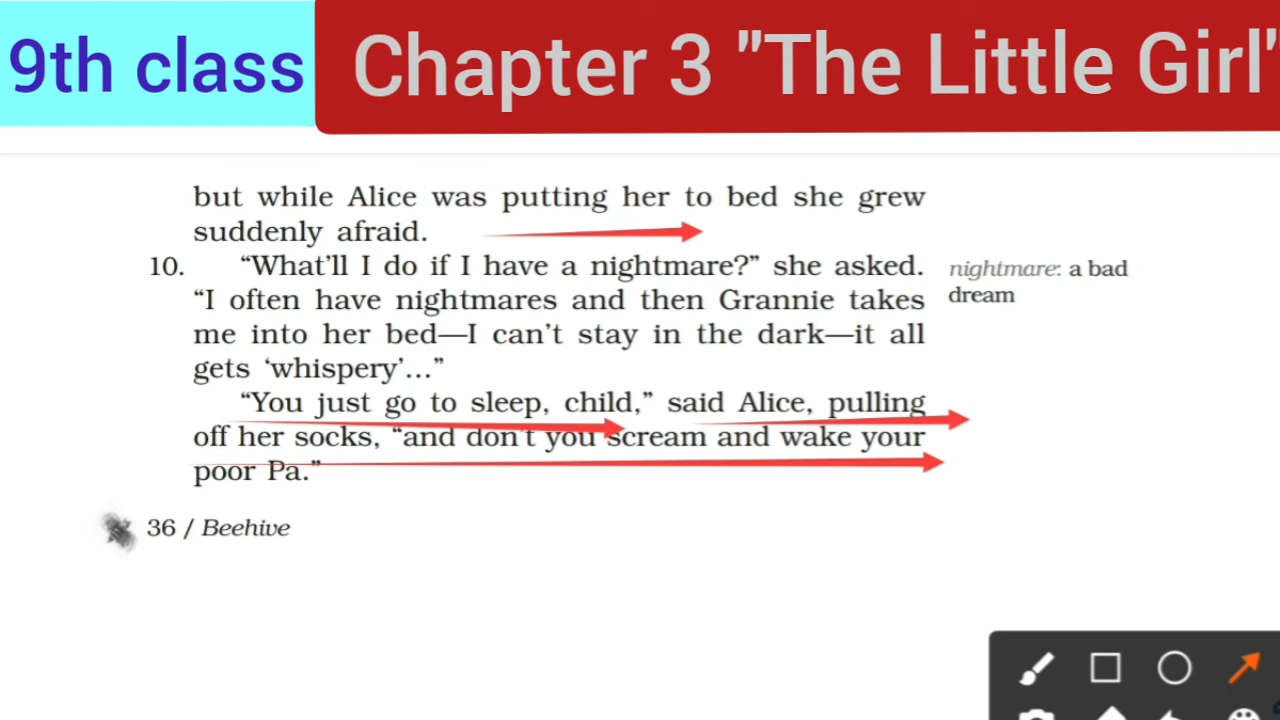 9th class Chapter 3 "The Little Girl"
but while Alice was putting her to bed she grew
suddenly afraid.
10. “What’ll I do if I have a nightmare?” she asked. nightmare: a bad
“I often have nightmares and then Grannie takes dream
me into her bed—I can’t stay in the dark—it all
gets ‘whispery’...”
“You just go to sleep, child,” said Alice, pulling
off her socks, “and don’t you scream and wake your
poor Pa.”
36 / Beehive